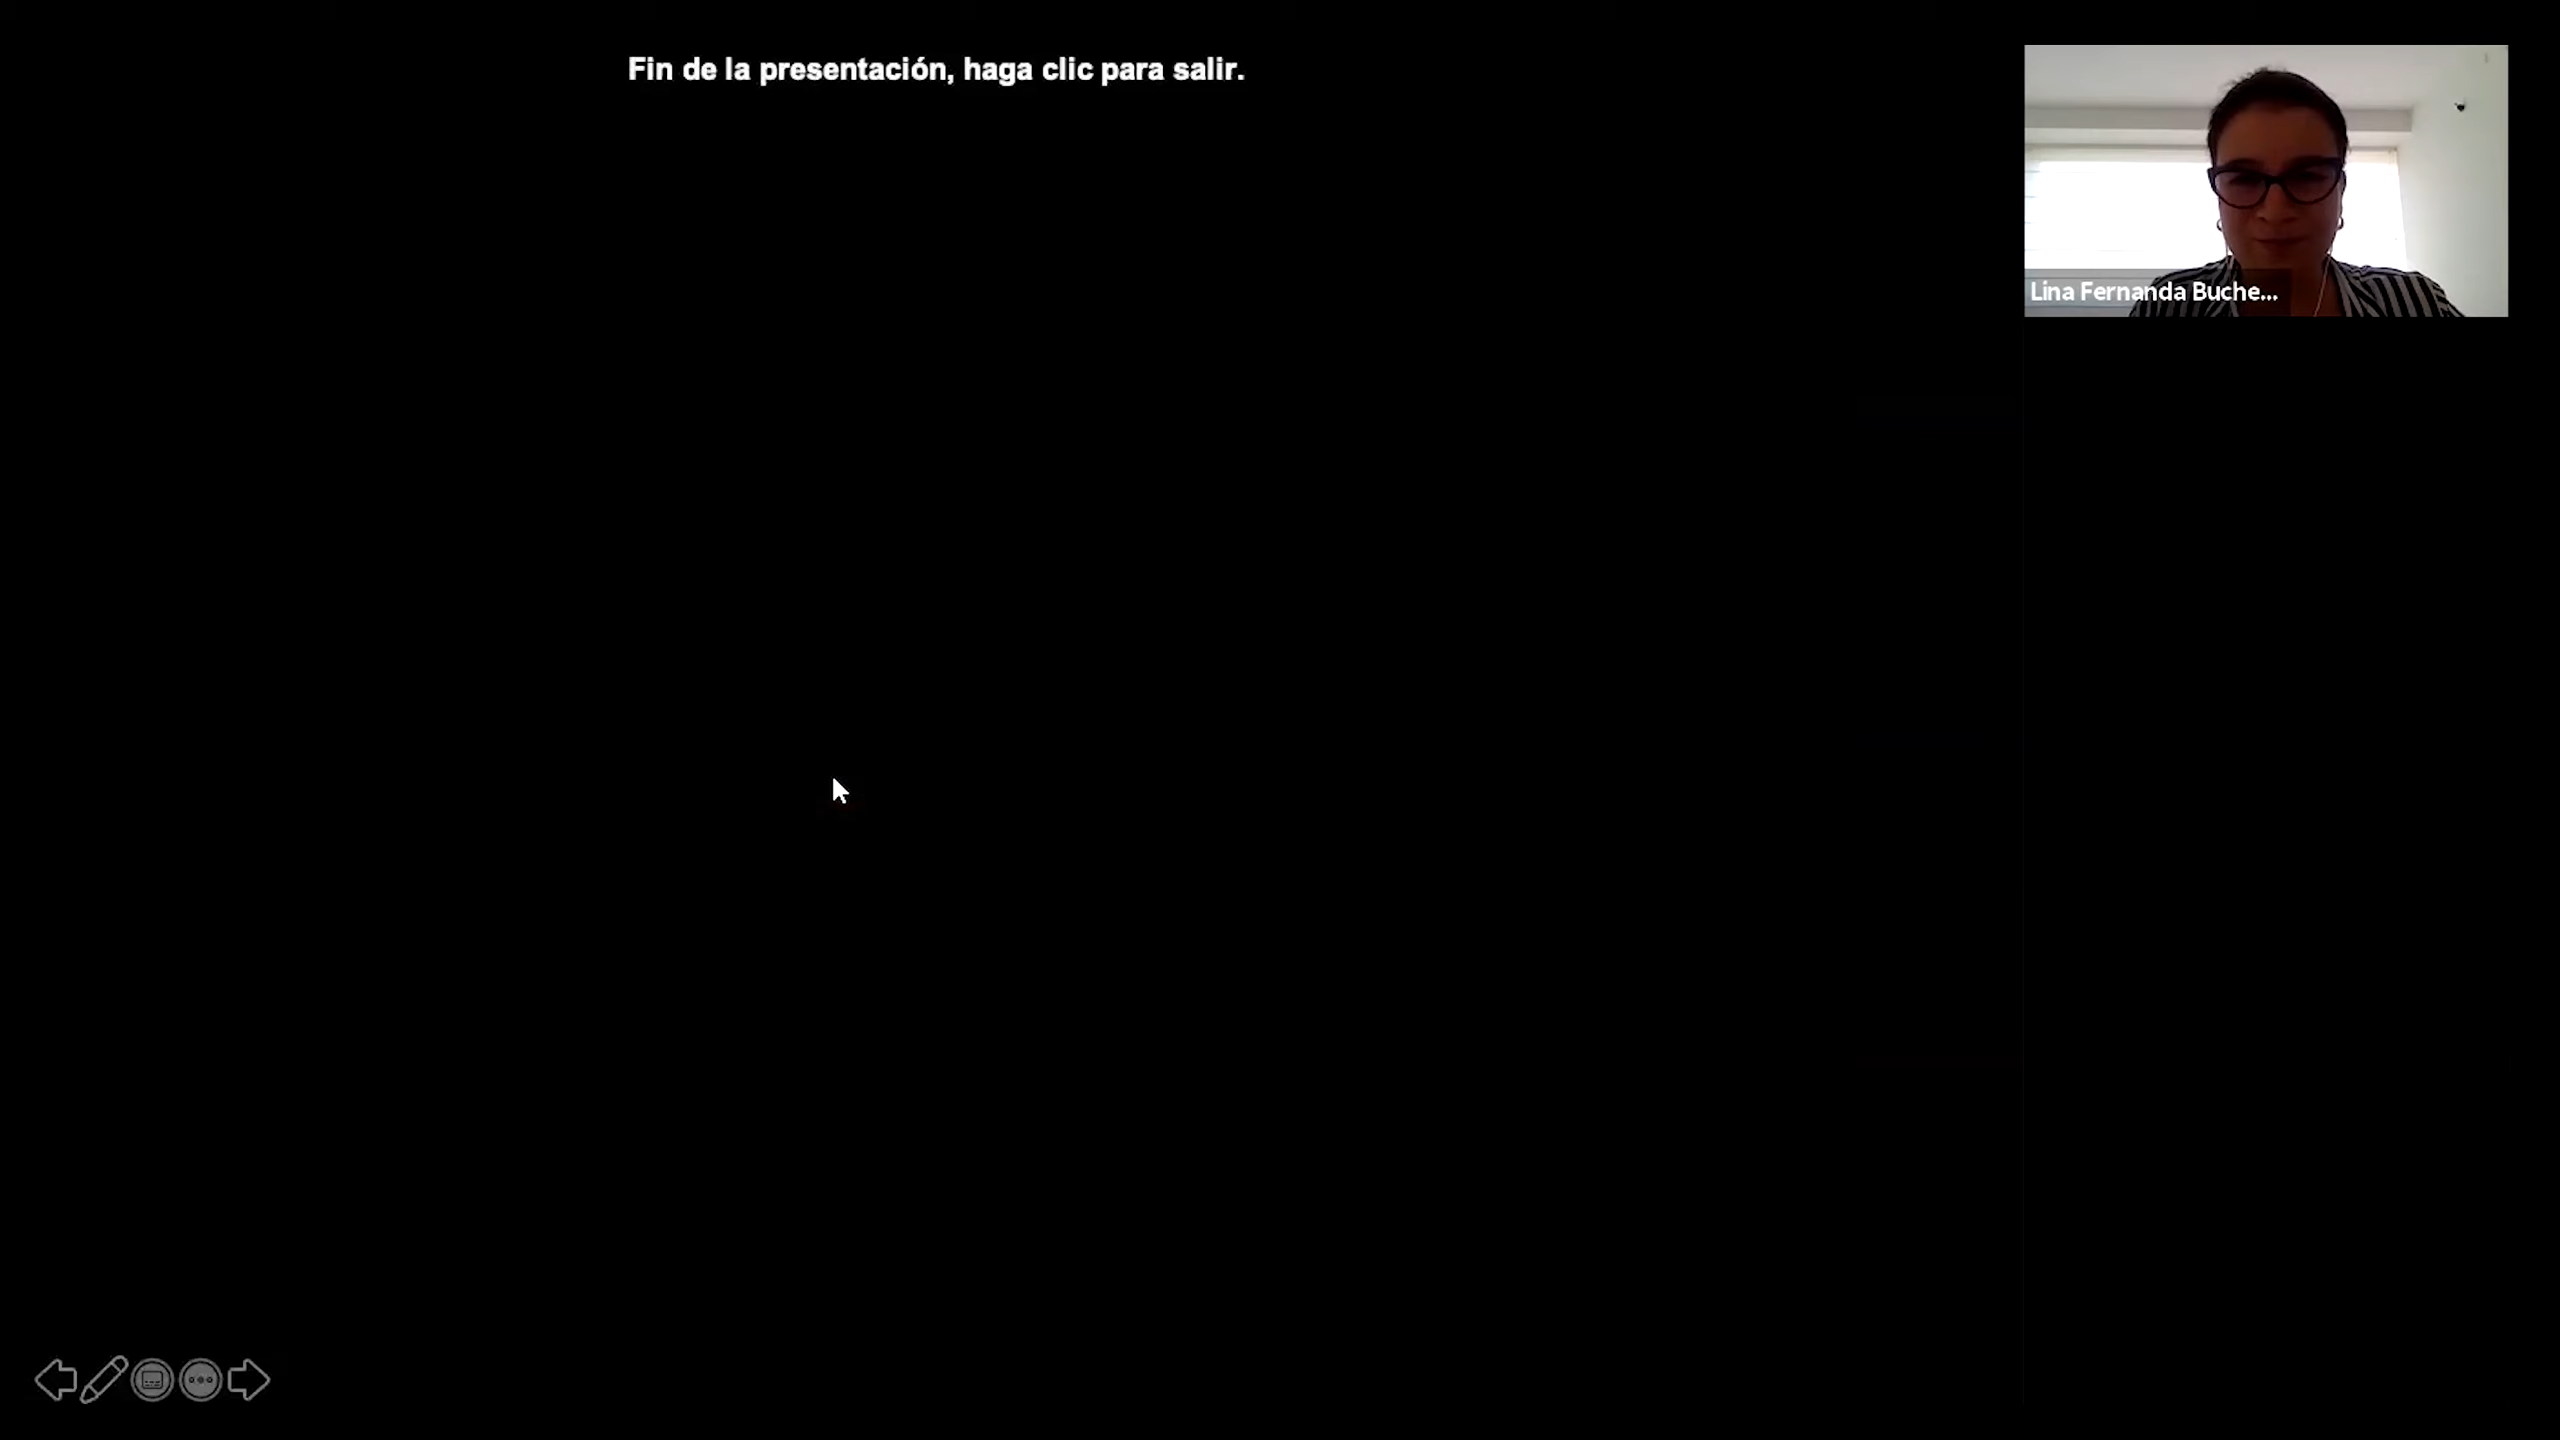 Fin de la presentación, haga clic para salir.
Lina Fernanda Buche...